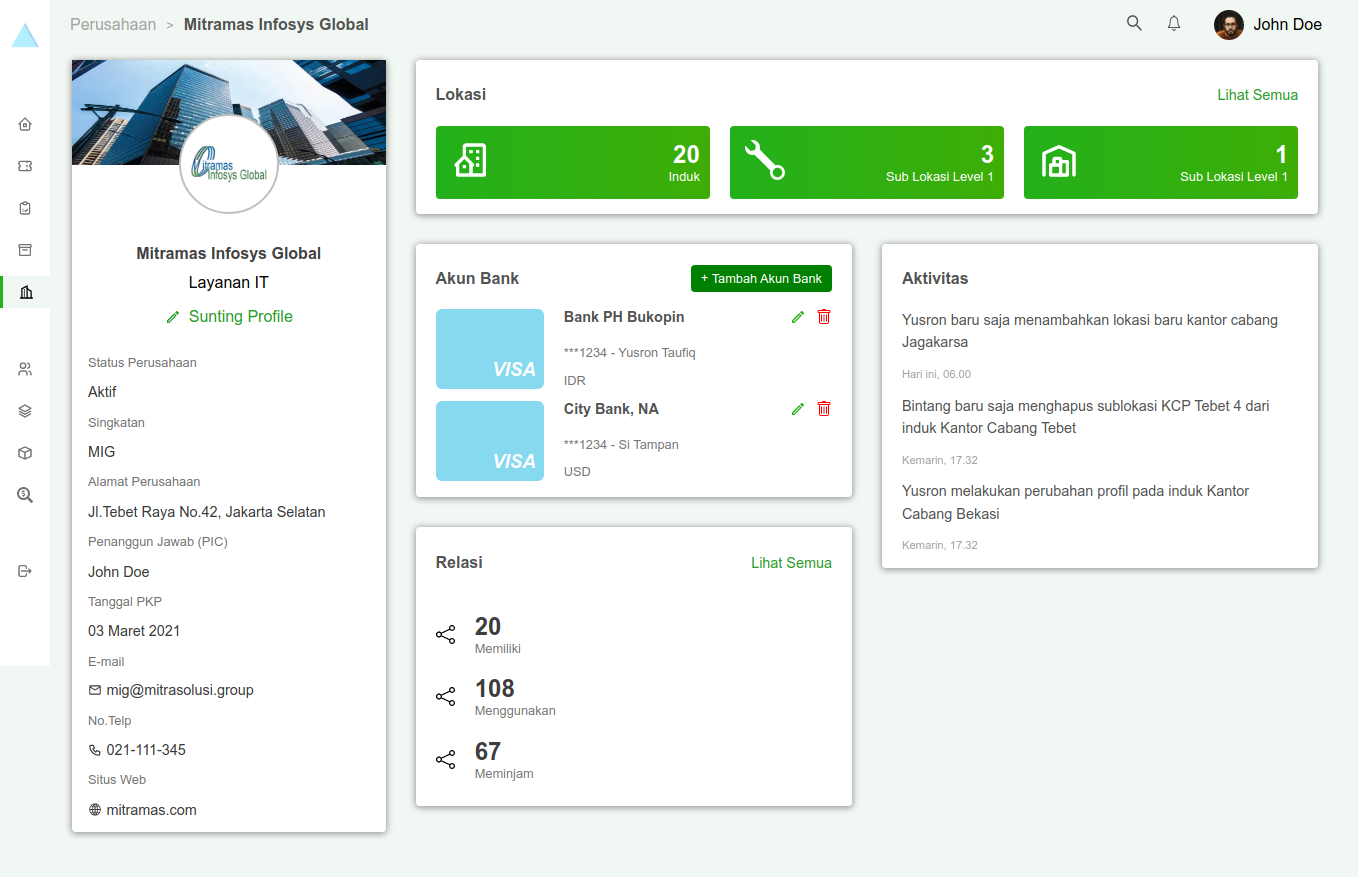 Perusahaan > Mitramas Infosys Global
John Doe
Mitramas
Infosys Global
Mitramas Infosys Global
Layanan IT
Sunting Profile
Status Perusahaan
Aktif
Singkatan
MIG
Alamat Perusahaan
Jl.Tebet Raya No.42, Jakarta Selatan
Penanggun Jawab (PIC)
John Doe
Tanggal PKP
03 Maret 2021
E-mail
mig@mitrasolusi.group
No.Telp
021-111-345
Situs Web
mitramas.com
Lokasi
Lihat Semua
20
Induk
3
Sub Lokasi Level 1
1
Sub Lokasi Level 1
Akun Bank
+ Tambah Akun Bank
VISA
Bank PH Bukopin
***1234 - Yusron Taufiq
IDR
VISA
City Bank, NA
***1234 - Si Tampan
USD
Relasi
Lihat Semua
20
Memiliki
108
Menggunakan
67
Meminjam
Aktivitas
Yusron baru saja menambahkan lokasi baru kantor cabang
Jagakarsa
Hari ini, 06.00
Bintang baru saja menghapus sublokasi KCP Tebet 4 dari
induk Kantor Cabang Tebet
Kemarin, 17.32
Yusron melakukan perubahan profil pada induk Kantor
Cabang Bekasi
Kemarin, 17.32